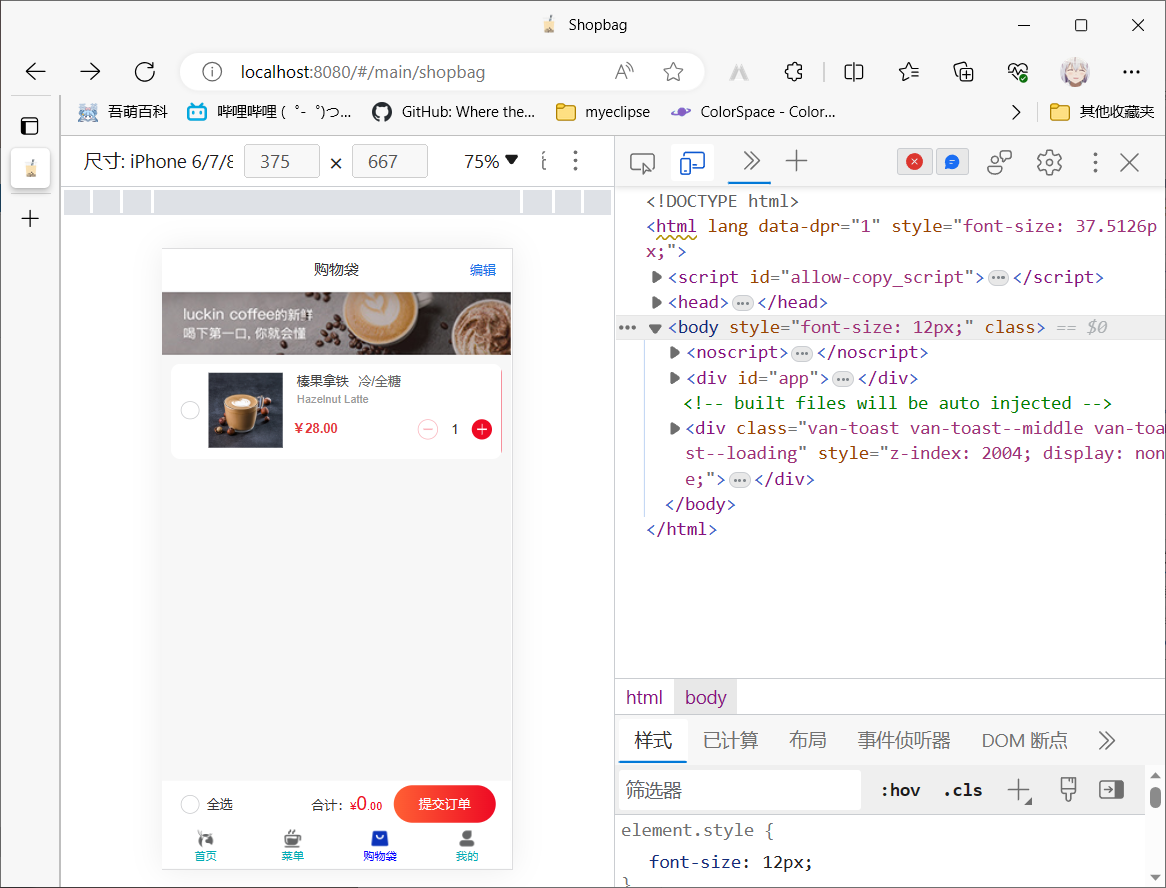 Shopbag
localhost:8080/#/main/shopbag
吾萌百科
哔哩哔哩 ( ゜- ゜)つ...
GitHub: Where the...
myeclipse
ColorSpace - Color...
其他收藏夹
尺寸: iPhone 6/7/8
375
×
667
75%
<!DOCTYPE html>
<html lang data-dpr="1" style="font-size: 37.5126p
x;">
<script id="allow-copy_script">…</script>
<head>…</head>
<body style="font-size: 12px;" class> == $0
<noscript>…</noscript>
<div id="app">…</div>
<!-- built files will be auto injected -->
<div class="van-toast van-toast--middle van-toa
st--loading" style="z-index: 2004; display: non
e;">…</div>
</body>
</html>
购物袋
编辑
luckin coffee的新鲜
喝下第一口, 你就会懂
榛果拿铁 冷/全糖
Hazelnut Latte
¥28.00
1
全选
合计: ¥0.00
提交订单
首页
菜单
购物袋
我的
html
body
样式
已计算
布局
事件侦听器
DOM 断点
筛选器
:hov
.cls
element.style {
font-size: 12px;
}